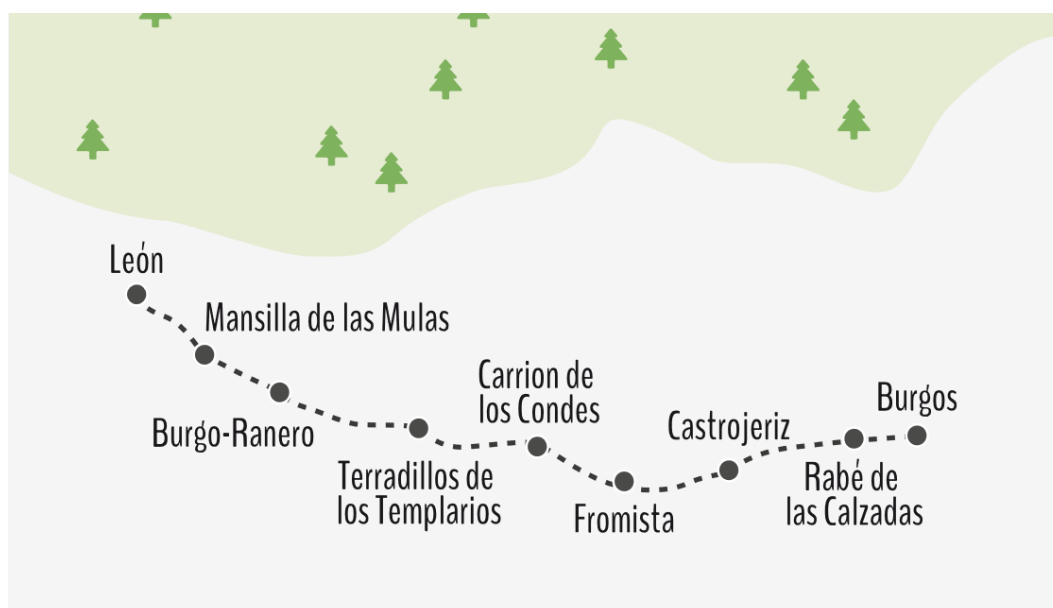 León
Mansilla de las Mulas
Burgo-Ranero
Terradillos de
los Templarios
Carrion de
los Condes
Fromista
Castrojeriz
Rabé de
las Calzadas
Burgos